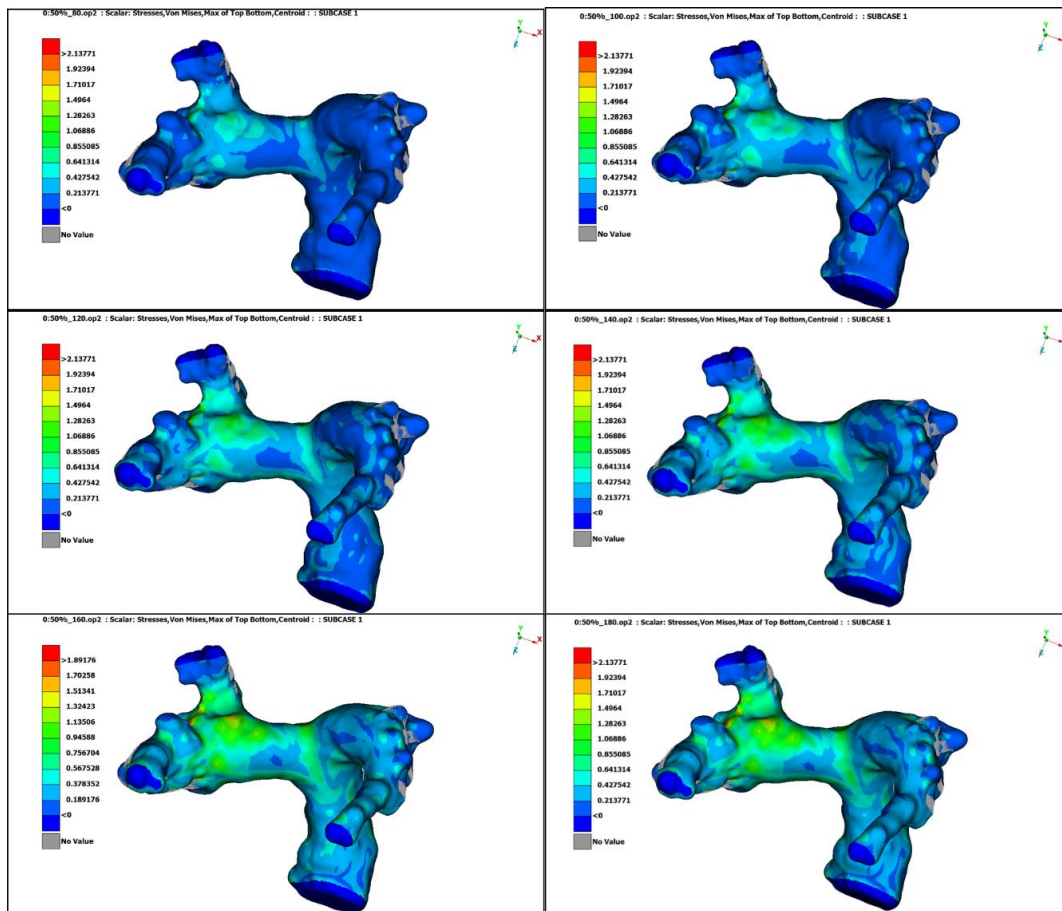 0:50%_80.op2 : Scalar: Stresses,Von Mises,Max of Top Bottom,Centroid : : SUBCASE 1
>2.13771
1.92394
1.71017
1.4964
1.28263
1.06886
0.855085
0.641314
0.427542
0.213771
<0
No Value
Y
X
Z
0:50%_100.op2 : Scalar: Stresses,Von Mises,Max of Top Bottom,Centroid : : SUBCASE 1
>2.13771
1.92394
1.71017
1.4964
1.28263
1.06886
0.855085
0.641314
0.427542
0.213771
<0
No Value
Y
X
Z
0:50%_120.op2 : Scalar: Stresses,Von Mises,Max of Top Bottom,Centroid : : SUBCASE 1
>2.13771
1.92394
1.71017
1.4964
1.28263
1.06886
0.855085
0.641314
0.427542
0.213771
<0
No Value
Y
X
Z
0:50%_140.op2 : Scalar: Stresses,Von Mises,Max of Top Bottom,Centroid : : SUBCASE 1
>2.13771
1.92394
1.71017
1.4964
1.28263
1.06886
0.855085
0.641314
0.427542
0.213771
<0
No Value
Y
X
Z
0:50%_160.op2 : Scalar: Stresses,Von Mises,Max of Top Bottom,Centroid : : SUBCASE 1
>1.89176
1.70258
1.51341
1.32423
1.13506
0.94588
0.756704
0.567528
0.378352
0.189176
<0
No Value
Y
X
Z
0:50%_180.op2 : Scalar: Stresses,Von Mises,Max of Top Bottom,Centroid : : SUBCASE 1
>2.13771
1.92394
1.71017
1.4964
1.28263
1.06886
0.855085
0.641314
0.427542
0.213771
<0
No Value
Y
X
Z